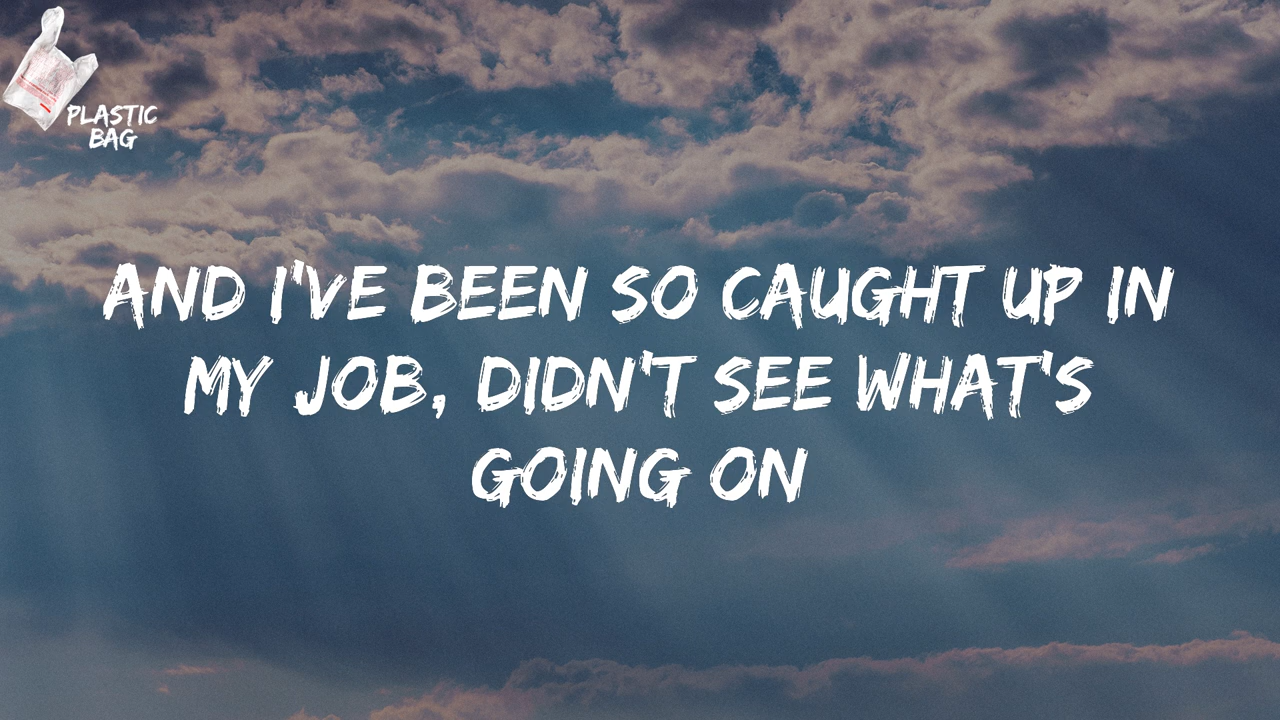 PLASTIC
BAG
AND I'VE BEEN SO CAUGHT UP IN
MY JOB, DIDN'T SEE WHAT'S
GOING ON